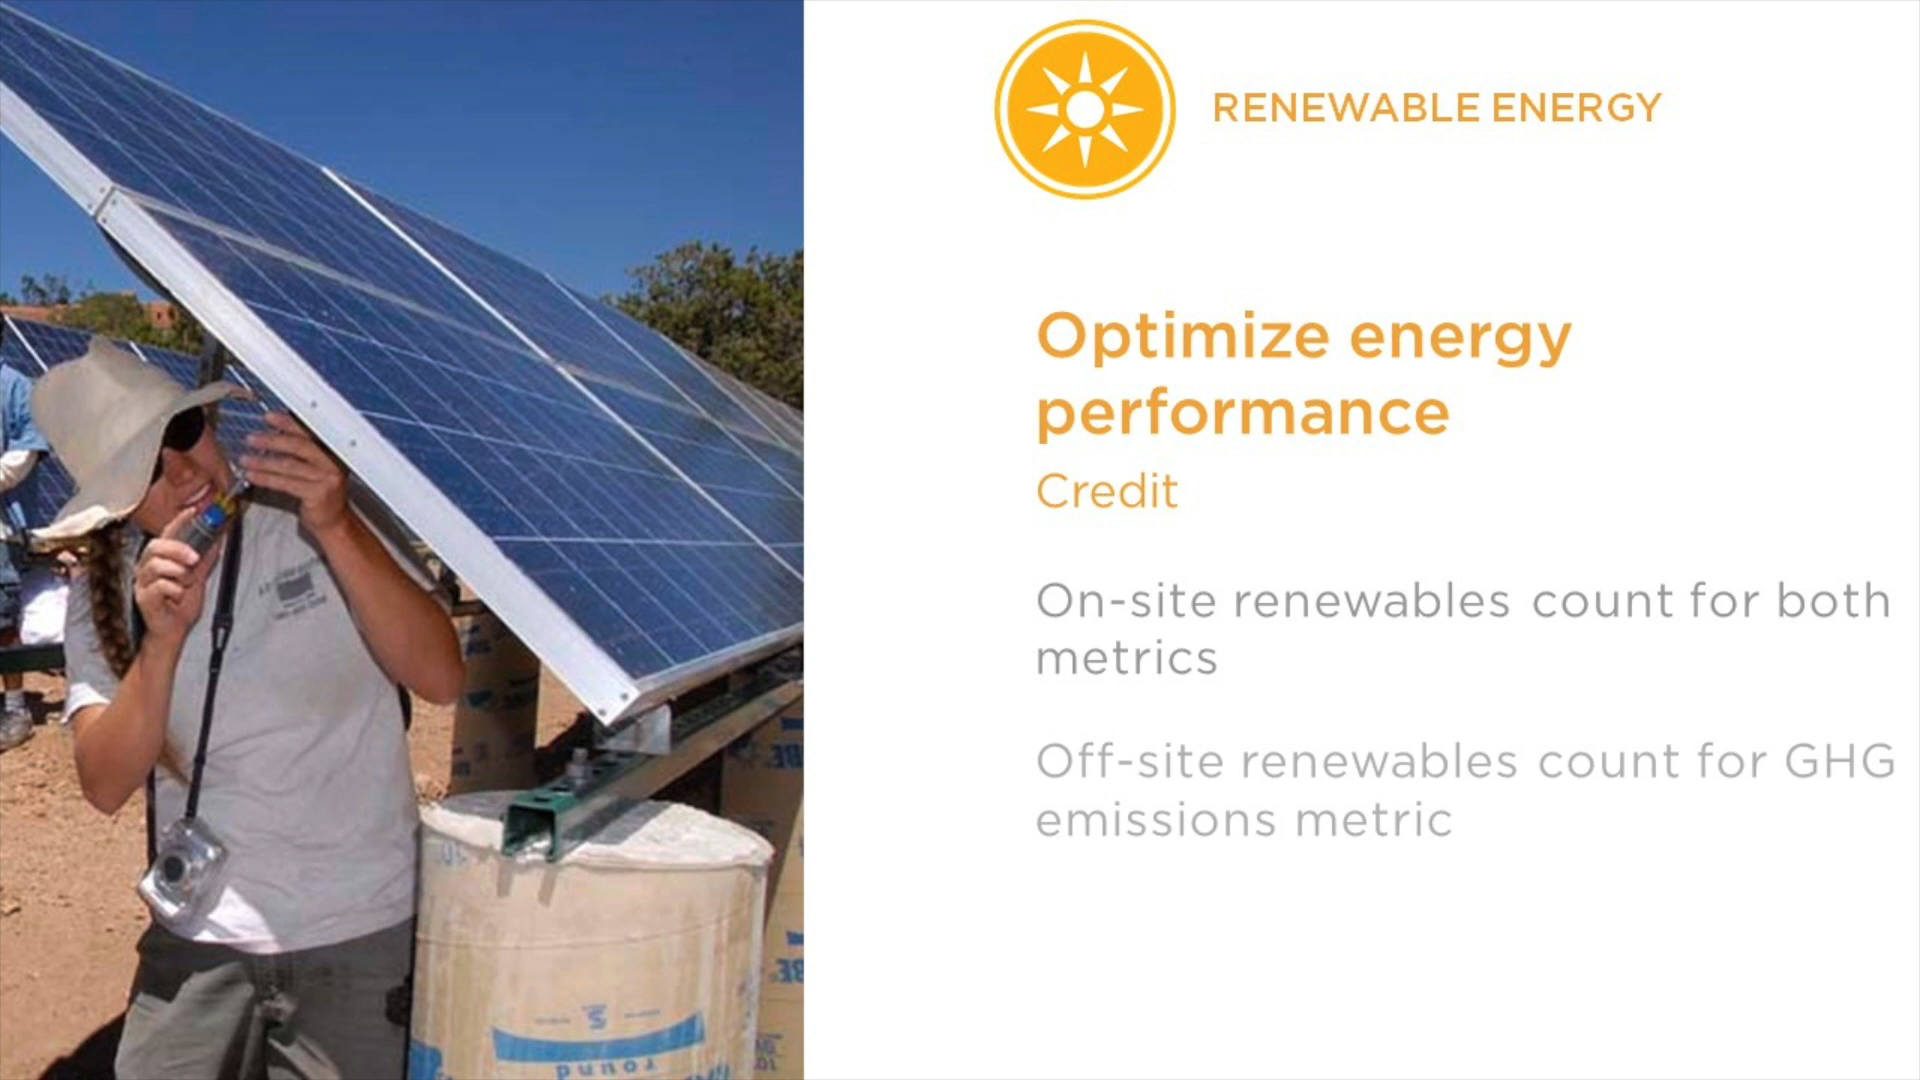 RENEWABLE ENERGY
Optimize energy
performance
Credit
On-site renewables count for both
metrics
Off-site renewables count for GHG
emissions metric
round